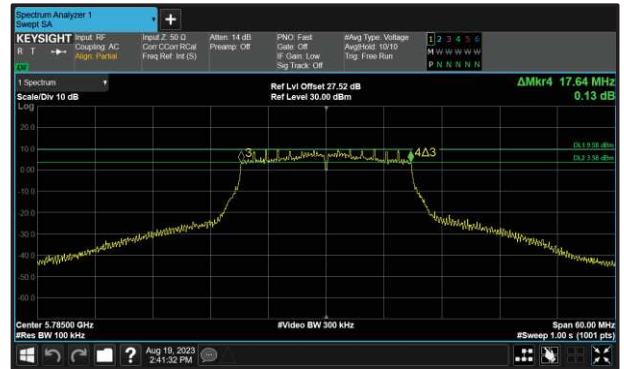 Spectrum Analyzer 1
Swept SA
+
KEYSIGHT
R T
Input: RF
Coupling: AC
Align: Partial
Input Z: 50 Ω
Corr CCorr RCal
Freq Ref: Int (S)
Atten: 14 dB
Preamp: Off
PNO: Fast
Gate: Off
IF Gain: Low
Sig Track: Off
#Avg Type: Voltage
Avg|Hold: 10/10
Trig: Free Run
1 2 3 4 5 6
M W W W W W
P N N N N N
1 Spectrum
Scale/Div 10 dB
Log
Ref Lvl Offset 27.52 dB
Ref Level 30.00 dBm
ΔMkr4 17.64 MHz
0.13 dB
20.0
10.0
0.00
-10.0
-20.0
-30.0
-40.0
-50.0
-60.0
3
4Δ3
DL1 9.58 dBm
DL2 3.58 dBm
Center 5.78500 GHz
#Res BW 100 kHz
#Video BW 300 kHz
Span 60.00 MHz
#Sweep 1.00 s (1001 pts)
?
Aug 19, 2023
2:41:32 PM